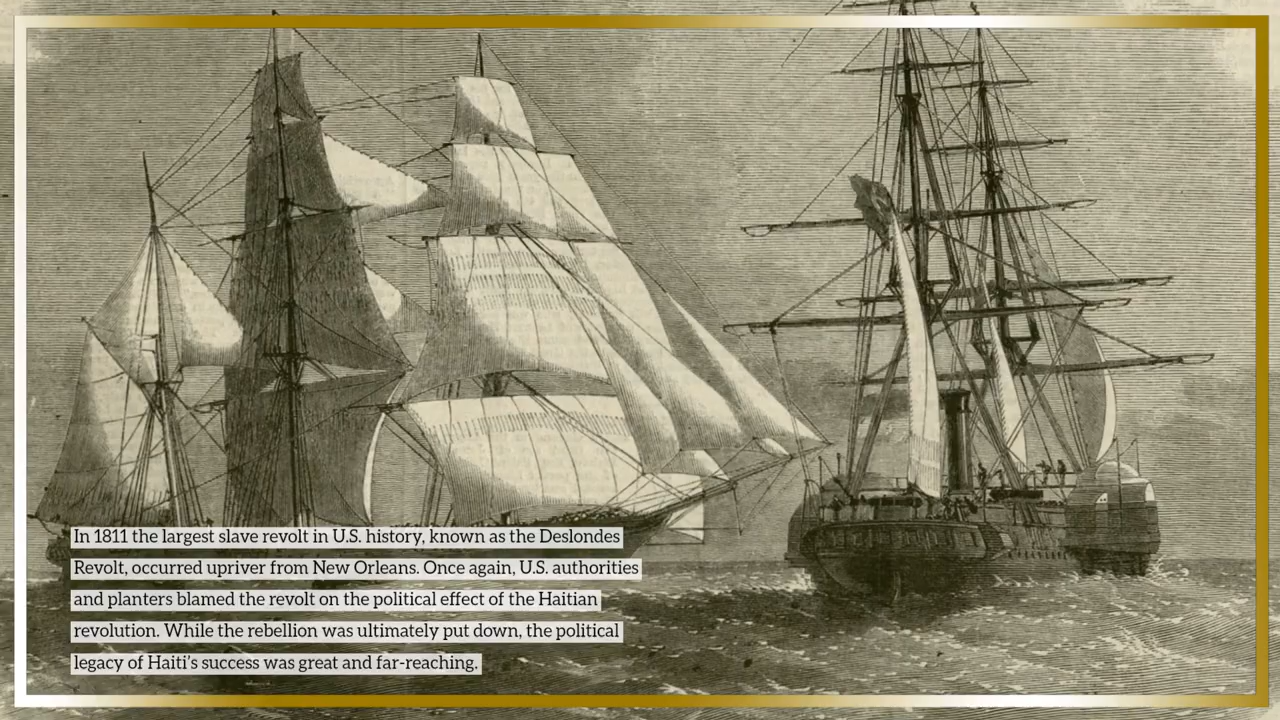 In 1811 the largest slave revolt in U.S. history, known as the Deslondes
Revolt, occurred upriver from New Orleans. Once again, U.S. authorities
and planters blamed the revolt on the political effect of the Haitian
revolution. While the rebellion was ultimately put down, the political
legacy of Haiti’s success was great and far-reaching.